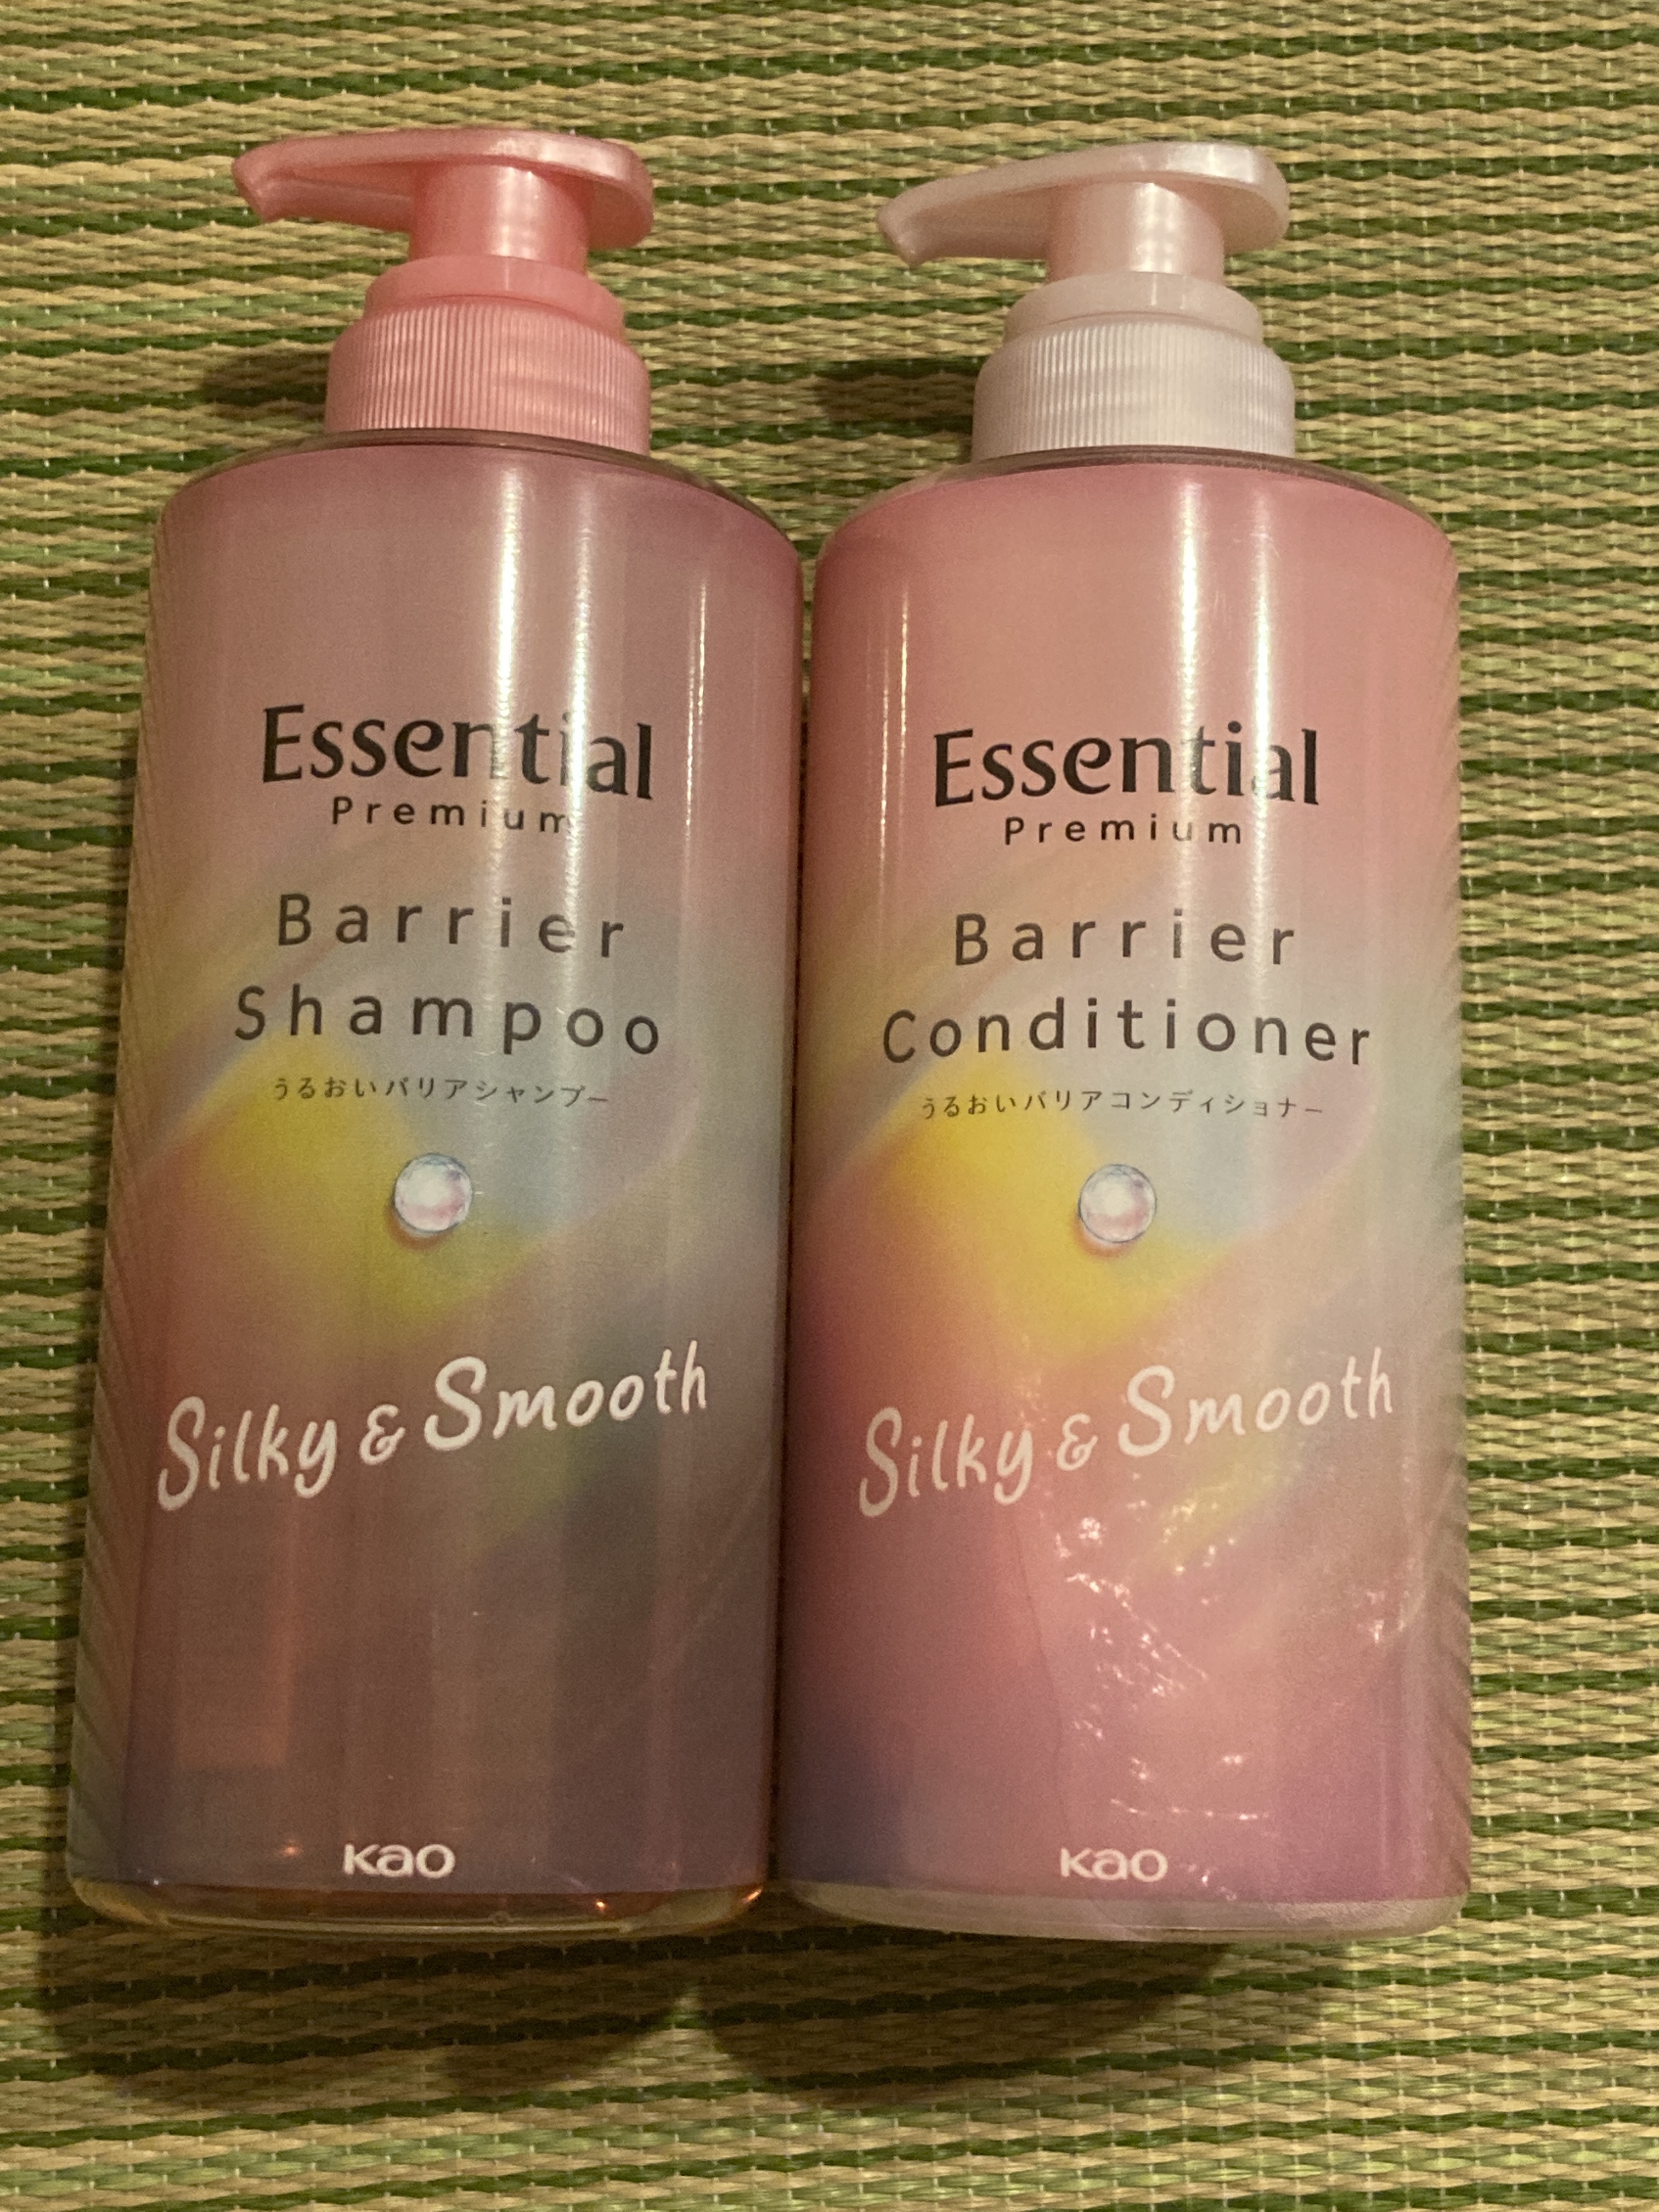 Essential
Premium
Barrier
Shampoo
うるおいバリアシャンプー
Silky & Smooth
Kao
Essential
Premium
Barrier
Conditioner
うるおいバリアコンディショナー
Silky & Smooth
Kao